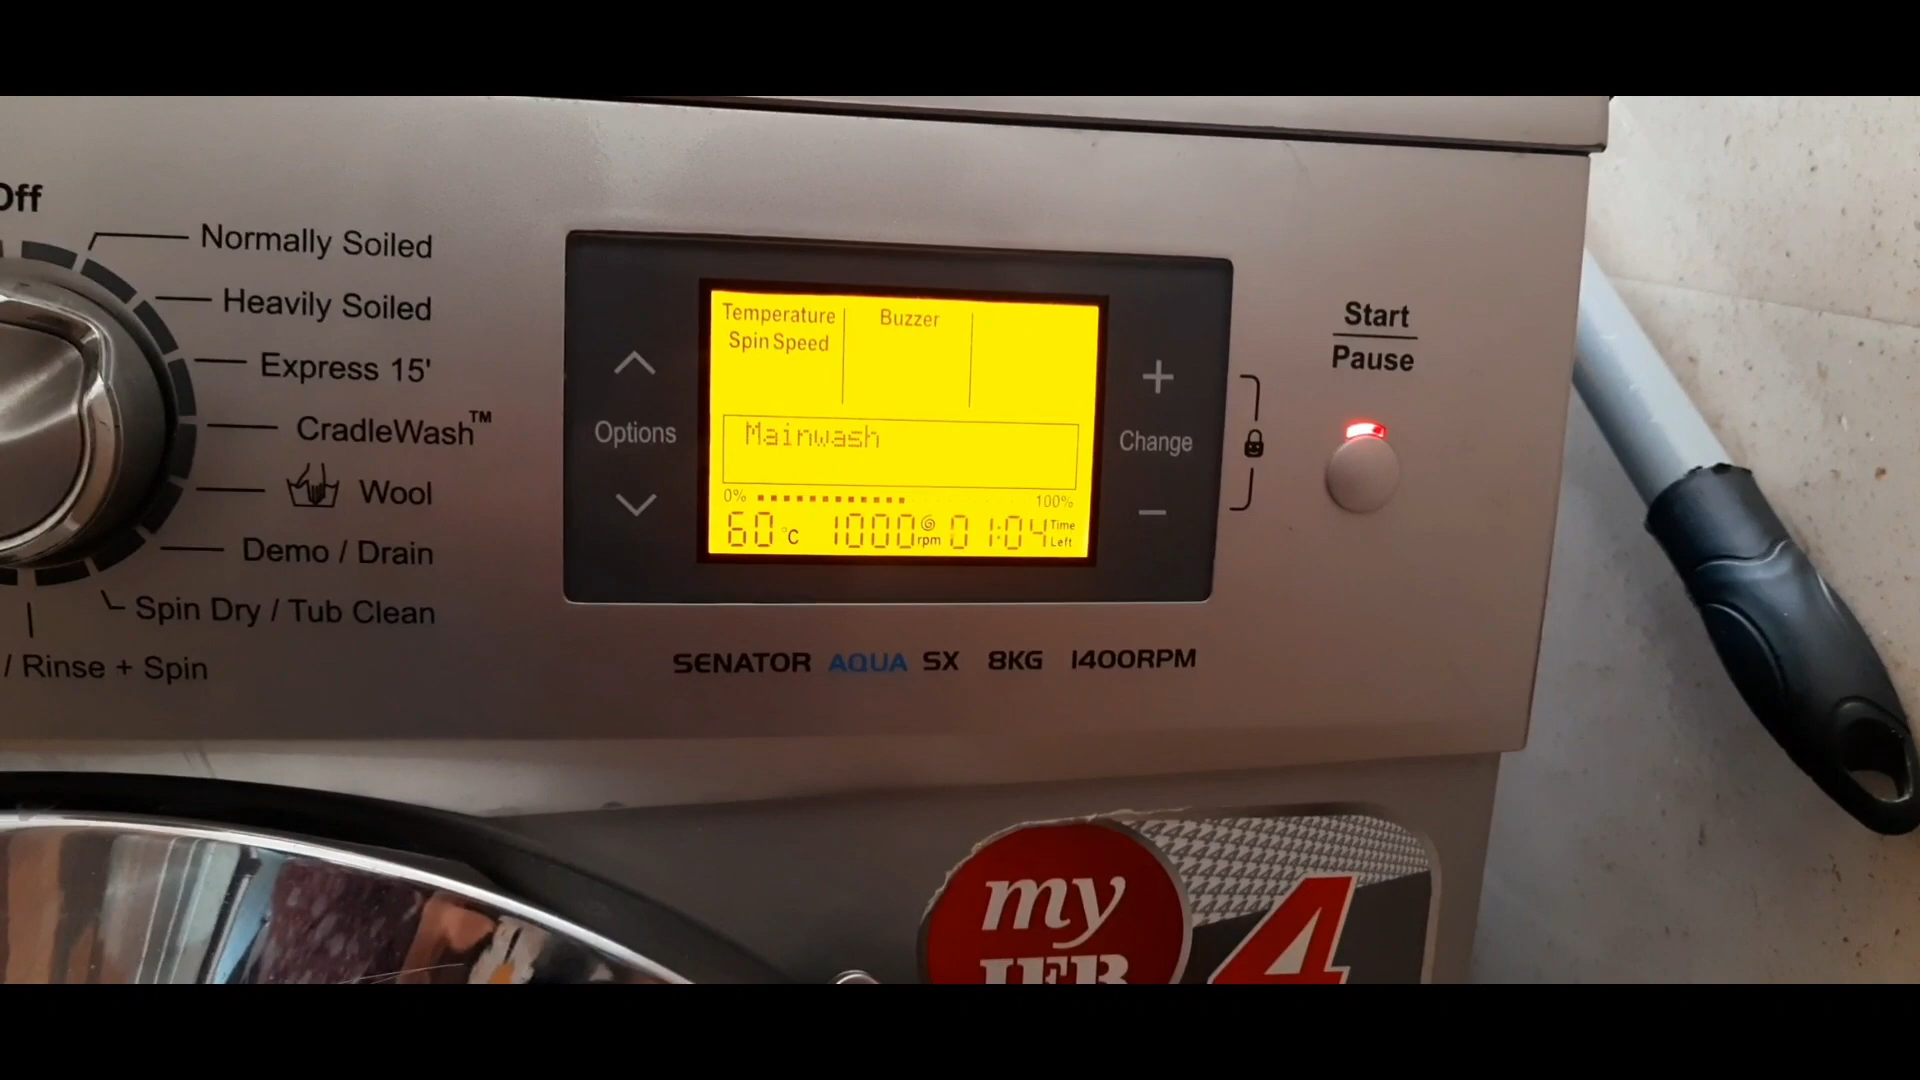 Off
Normally Soiled
Heavily Soiled
Express 15'
CradleWash™
Wool
Demo / Drain
Spin Dry / Tub Clean
/ Rinse + Spin
Options
Temperature
Spin Speed
Buzzer
Mainwash
0% 100%
60 °C 1000 rpm 01:04 Time Left
Change
Start
Pause
SENATOR AQUA SX 8KG 1400RPM
my
IFB
4